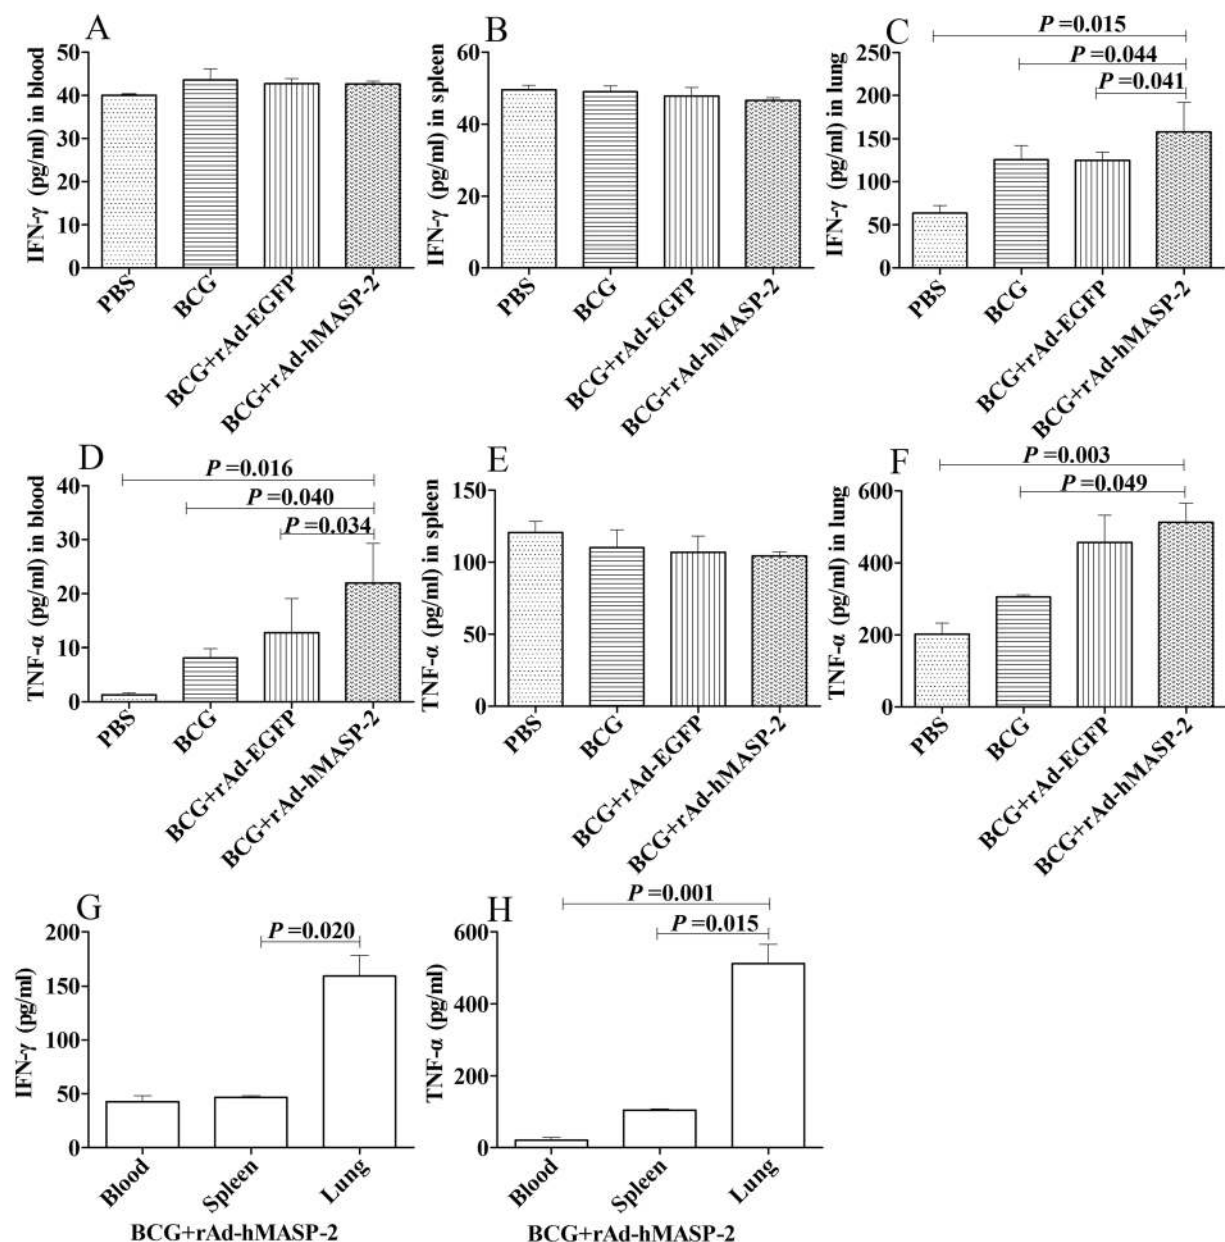 A
IFN-γ (pg/ml) in blood
50
40
30
20
10
0
PBS
BCG
BCG+rAd-EGFP
BCG+rAd-hMASP-2
B
IFN-γ (pg/ml) in spleen
60
40
20
0
PBS
BCG
BCG+rAd-EGFP
BCG+rAd-hMASP-2
C
P =0.015
P =0.044
P =0.041
IFN-γ (pg/ml) in lung
250
200
150
100
50
0
PBS
BCG
BCG+rAd-EGFP
BCG+rAd-hMASP-2
D
P =0.016
P =0.040
P =0.034
TNF-α (pg/ml) in blood
40
30
20
10
0
PBS
BCG
BCG+rAd-EGFP
BCG+rAd-hMASP-2
E
TNF-α (pg/ml) in spleen
150
100
50
0
PBS
BCG
BCG+rAd-EGFP
BCG+rAd-hMASP-2
F
P =0.003
P =0.049
TNF-α (pg/ml) in lung
600
400
200
0
PBS
BCG
BCG+rAd-EGFP
BCG+rAd-hMASP-2
G
P =0.020
IFN-γ (pg/ml)
200
150
100
50
0
Blood
Spleen
Lung
BCG+rAd-hMASP-2
H
P =0.001
P =0.015
TNF-α (pg/ml)
600
400
200
0
Blood
Spleen
Lung
BCG+rAd-hMASP-2